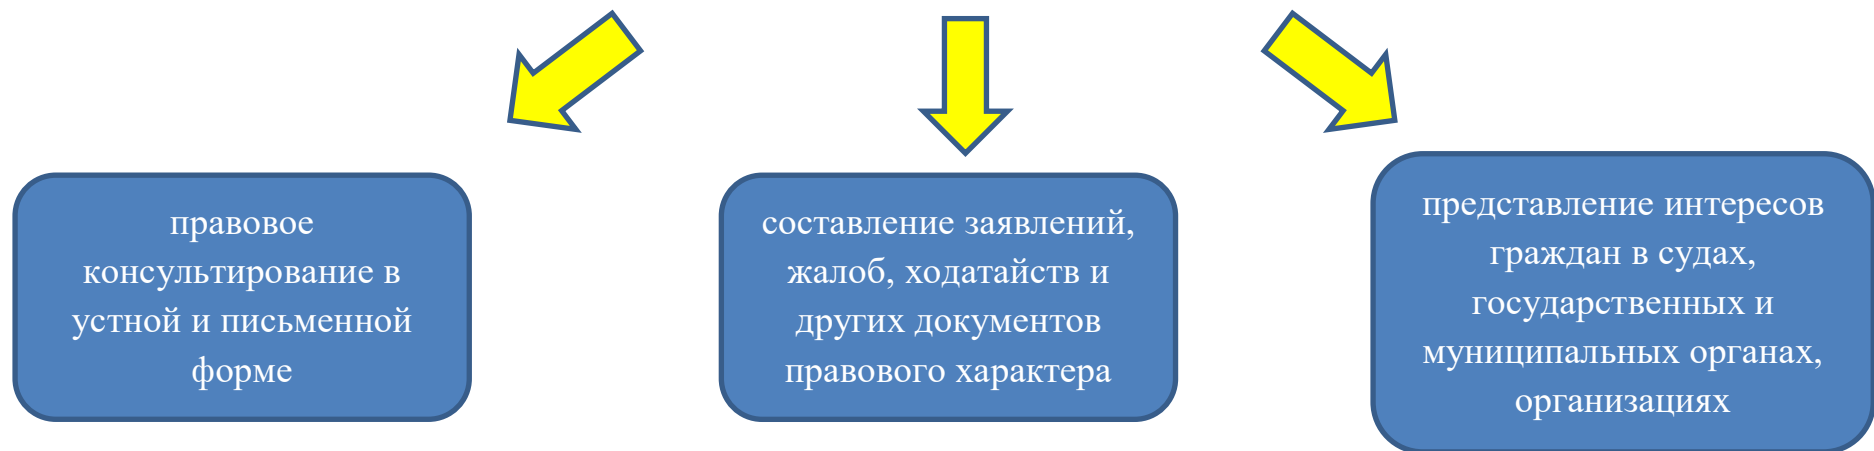 правовое
консультирование в
устной и письменной
форме
составление заявлений,
жалоб, ходатайств и
других документов
правового характера
представление интересов
граждан в судах,
государственных и
муниципальных органах,
организациях